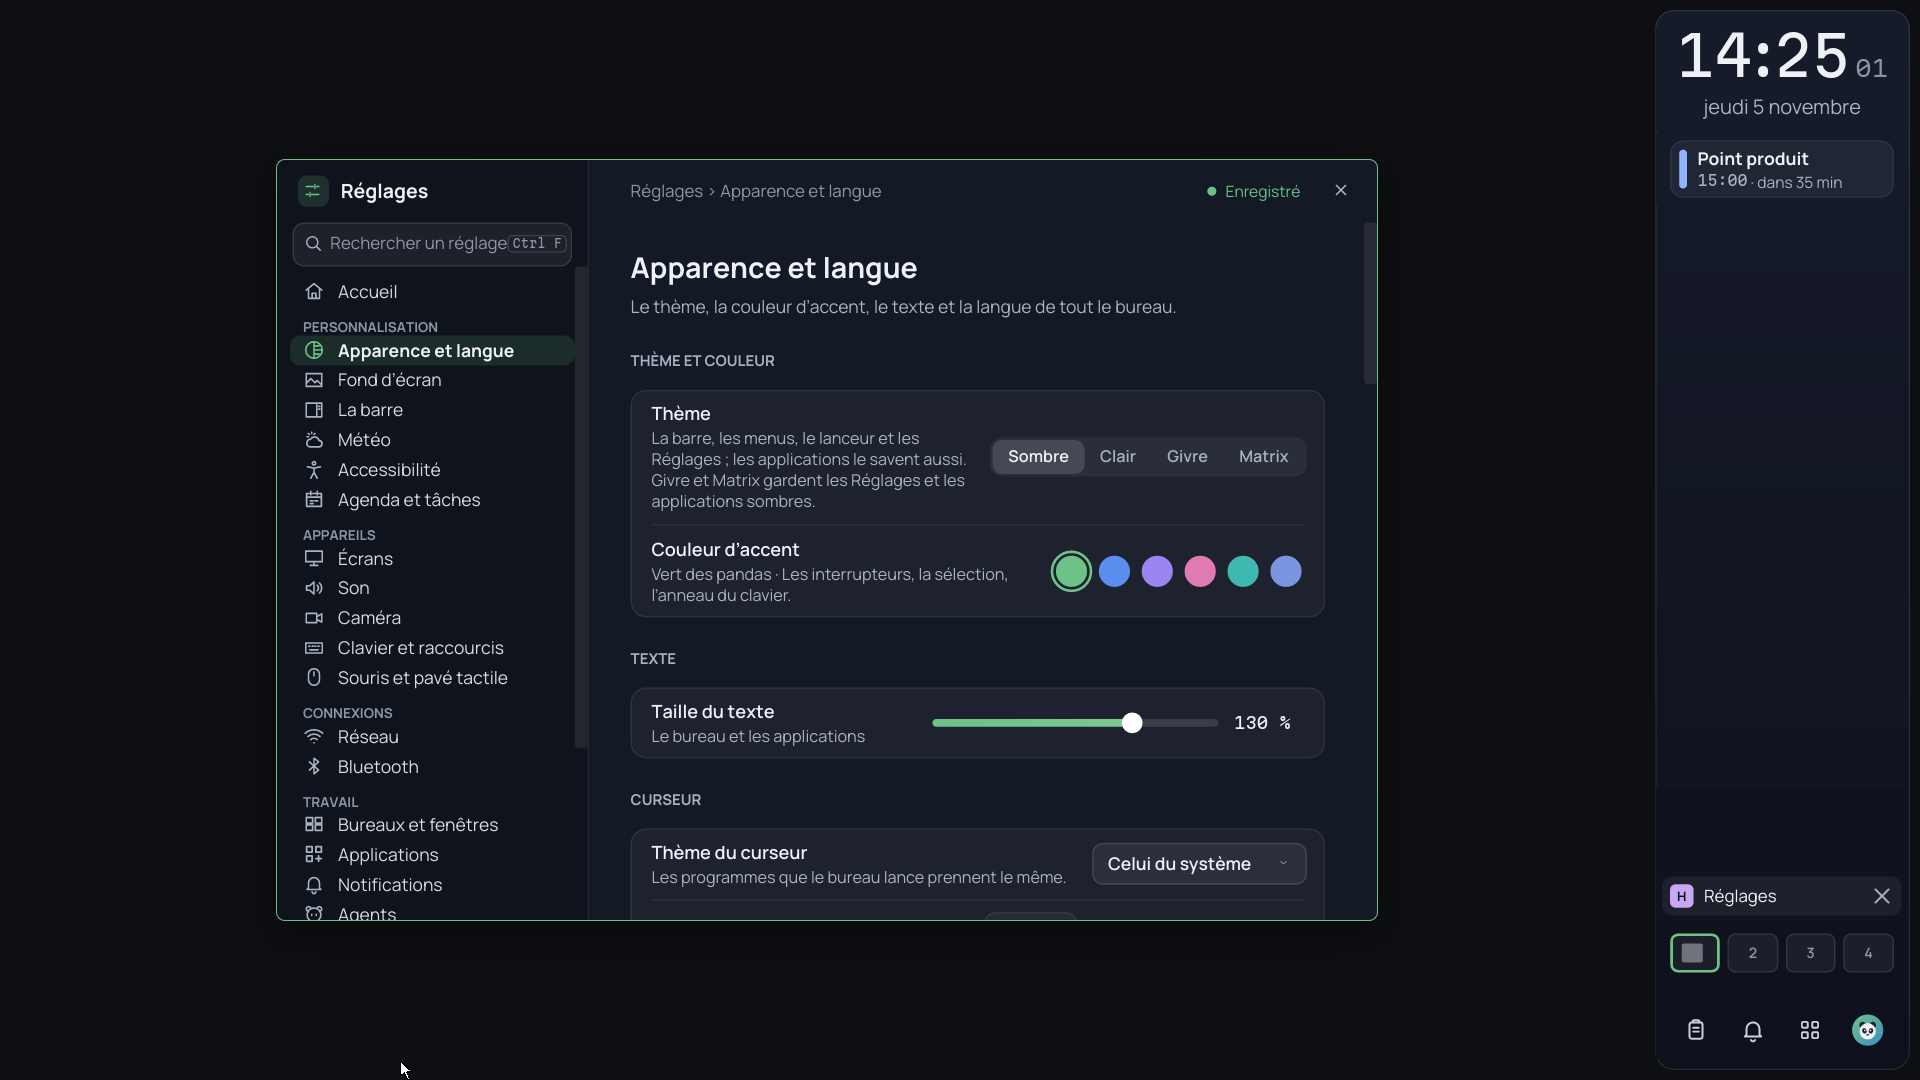 Réglages
Rechercher un réglage Ctrl F
Accueil
PERSONNALISATION
Apparence et langue
Fond d’écran
La barre
Météo
Accessibilité
Agenda et tâches
APPAREILS
Écrans
Son
Caméra
Clavier et raccourcis
Souris et pavé tactile
CONNEXIONS
Réseau
Bluetooth
TRAVAIL
Bureaux et fenêtres
Applications
Notifications
Agents
Réglages › Apparence et langue
Enregistré
Apparence et langue
Le thème, la couleur d’accent, le texte et la langue de tout le bureau.
THÈME ET COULEUR
Thème
La barre, les menus, le lanceur et les
Réglages ; les applications le savent aussi.
Givre et Matrix gardent les Réglages et les
applications sombres.
Sombre Clair Givre Matrix
Couleur d’accent
Vert des pandas · Les interrupteurs, la sélection,
l’anneau du clavier.
TEXTE
Taille du texte
Le bureau et les applications
130 %
CURSEUR
Thème du curseur
Les programmes que le bureau lance prennent le même.
Celui du système
14:25 01
jeudi 5 novembre
Point produit
15:00 · dans 35 min
H Réglages
2 3 4